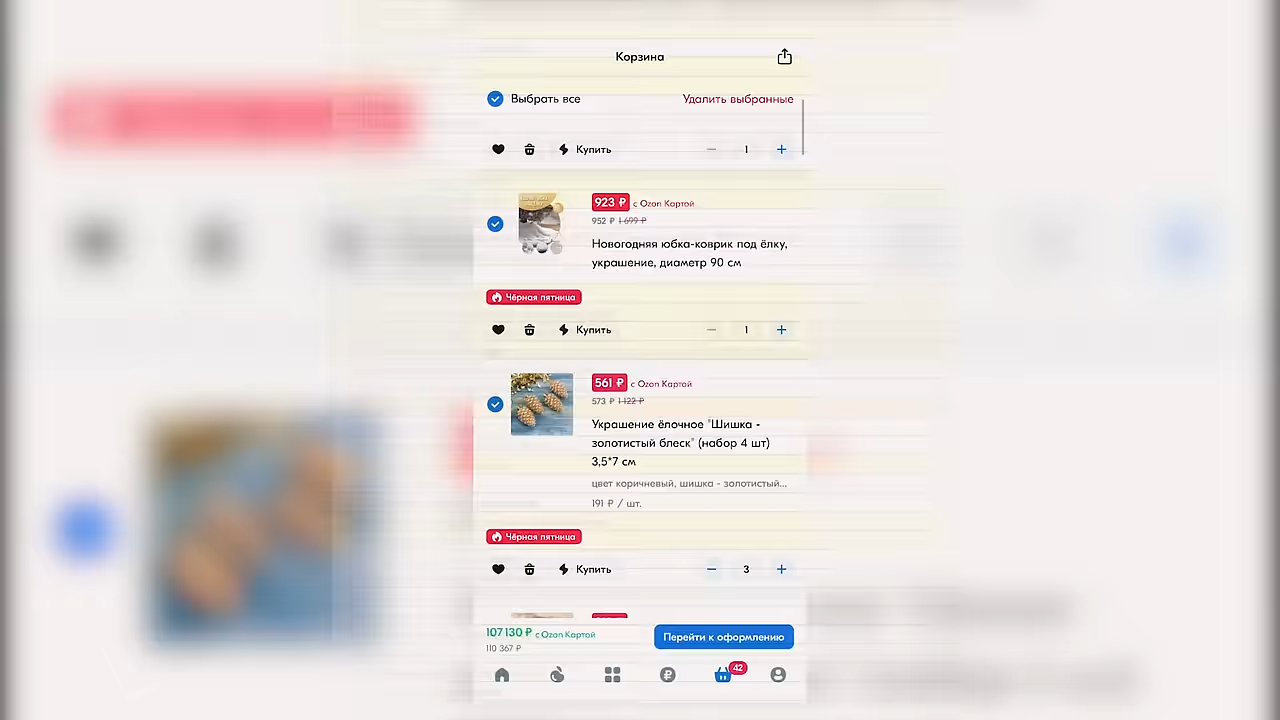 Корзина
Выбрать все
Удалить выбранные
Купить
1
923 ₽ с Ozon Картой
952 ₽ 1 699 ₽
Новогодняя юбка-коврик под ёлку,
украшение, диаметр 90 см
Чёрная пятница
Купить
1
561 ₽ с Ozon Картой
573 ₽ 1 122 ₽
Украшение ёлочное "Шишка -
золотистый блеск" (набор 4 шт)
3,5*7 см
цвет коричневый, шишка - золотистый...
191 ₽ / шт.
Чёрная пятница
Купить
3
107 130 ₽ с Ozon Картой
110 367 ₽
Перейти к оформлению
42